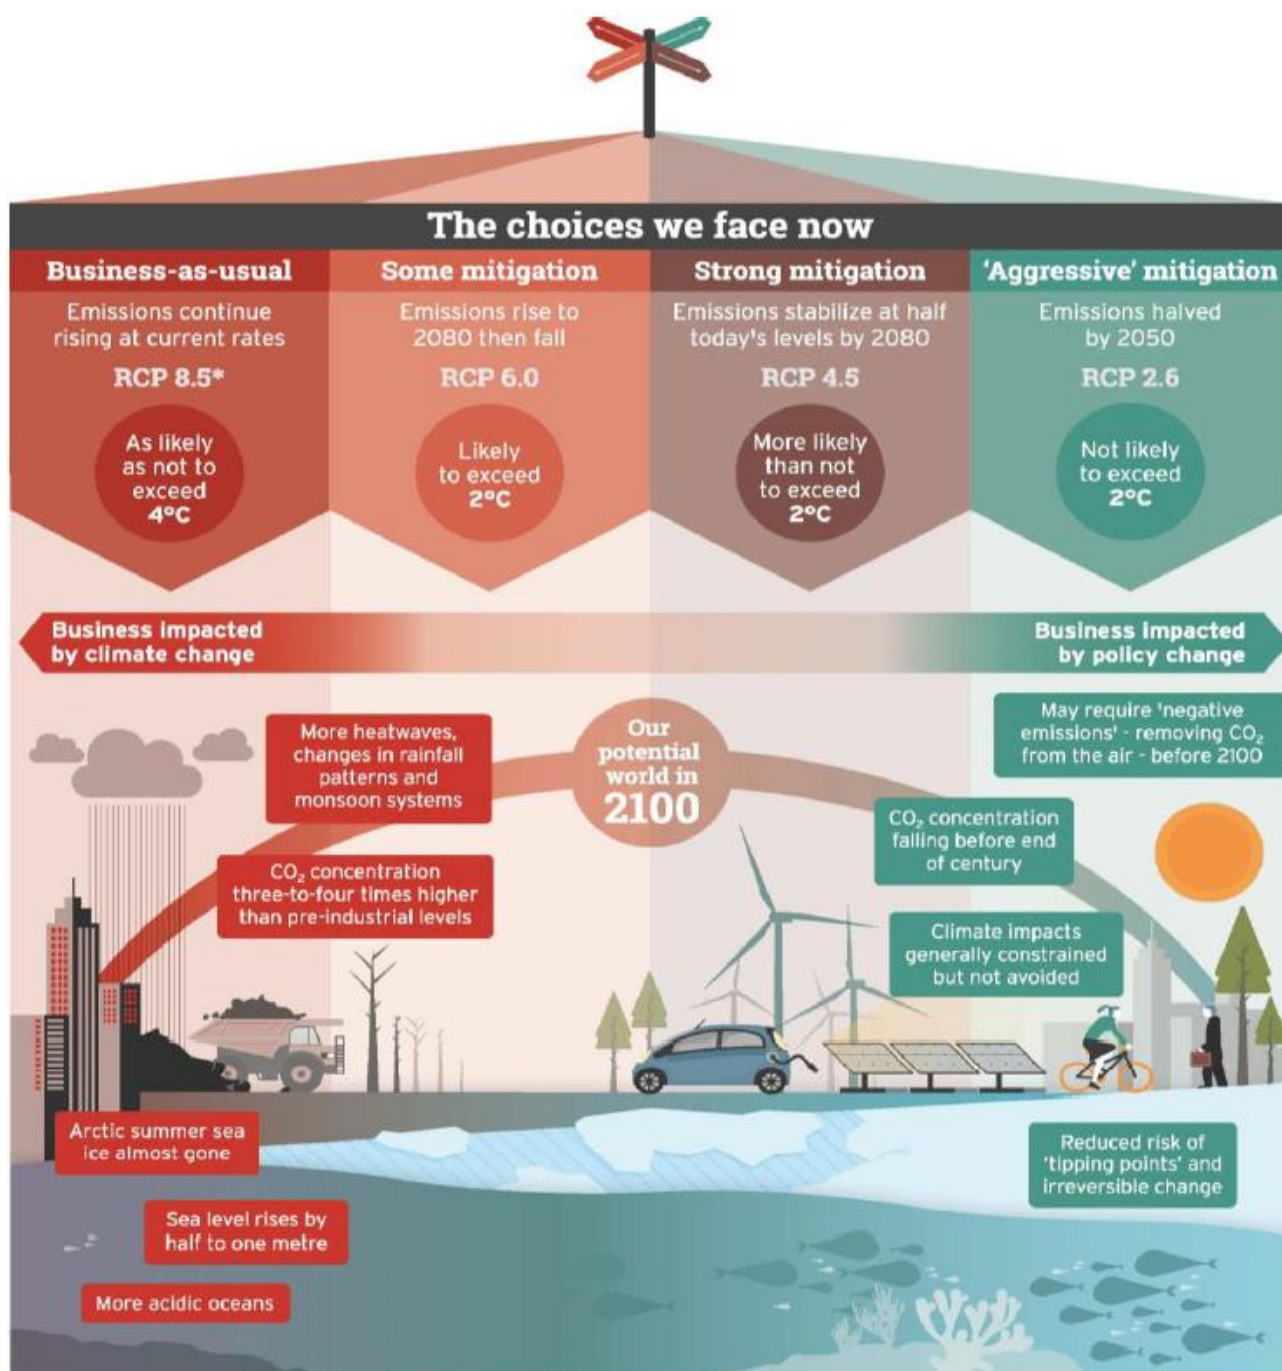 The choices we face now
Business-as-usual
Emissions continue
rising at current rates
RCP 8.5*
As likely
as not to
exceed
4°C
Some mitigation
Emissions rise to
2080 then fall
RCP 6.0
Likely
to exceed
2°C
Strong mitigation
Emissions stabilize at half
today's levels by 2080
RCP 4.5
More likely
than not
to exceed
2°C
'Aggressive' mitigation
Emissions halved
by 2050
RCP 2.6
Not likely
to exceed
2°C
Business impacted
by climate change
Business impacted
by policy change
Our
potential
world in
2100
More heatwaves,
changes in rainfall
patterns and
monsoon systems
CO₂ concentration
three-to-four times higher
than pre-industrial levels
May require 'negative
emissions' - removing CO₂
from the air - before 2100
CO₂ concentration
falling before end
of century
Climate impacts
generally constrained
but not avoided
Arctic summer sea
ice almost gone
Sea level rises by
half to one metre
More acidic oceans
Reduced risk of
'tipping points' and
irreversible change